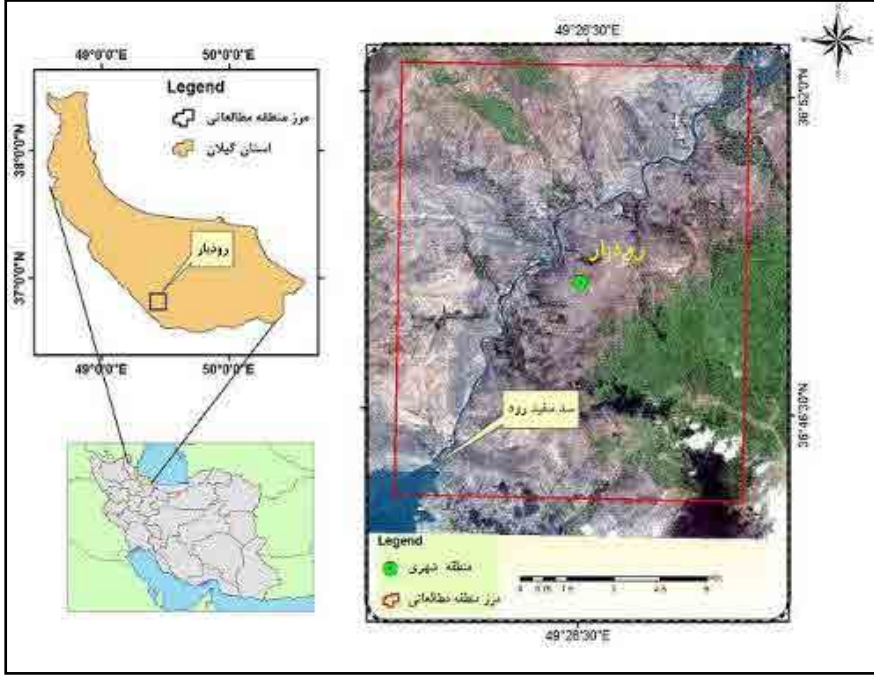 49°0'0"E
50°0'0"E
Legend
مرز منطقه مطالعاتی
استان گیلان
38°0'0"N
37°0'0"N
رودبار
49°0'0"E
50°0'0"E
49°26'30"E
36°52'0"N
رودبار
36°46'30"N
سد سفید رود
Legend
منطقه شهری
مرز منطقه مطالعاتی
49°26'30"E